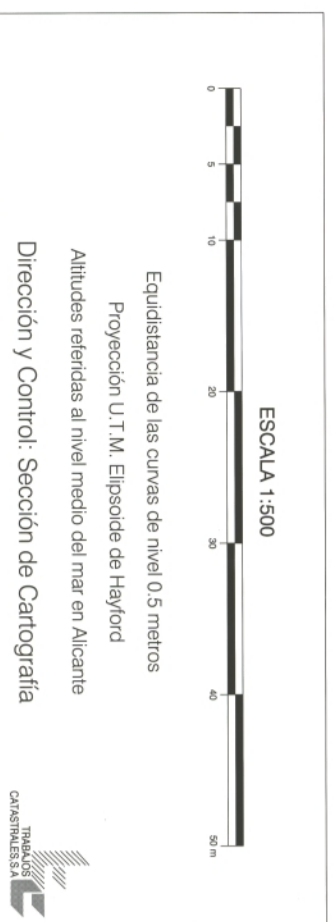 ESCALA 1:500
0 5 10 20 30 40 50 m
Equidistancia de las curvas de nivel 0.5 metros
Proyección U.T.M. Elipsoide de Hayford
Altitudes referidas al nivel medio del mar en Alicante
Dirección y Control: Sección de Cartografía
TRABAJOS
CATASTRALES,S.A